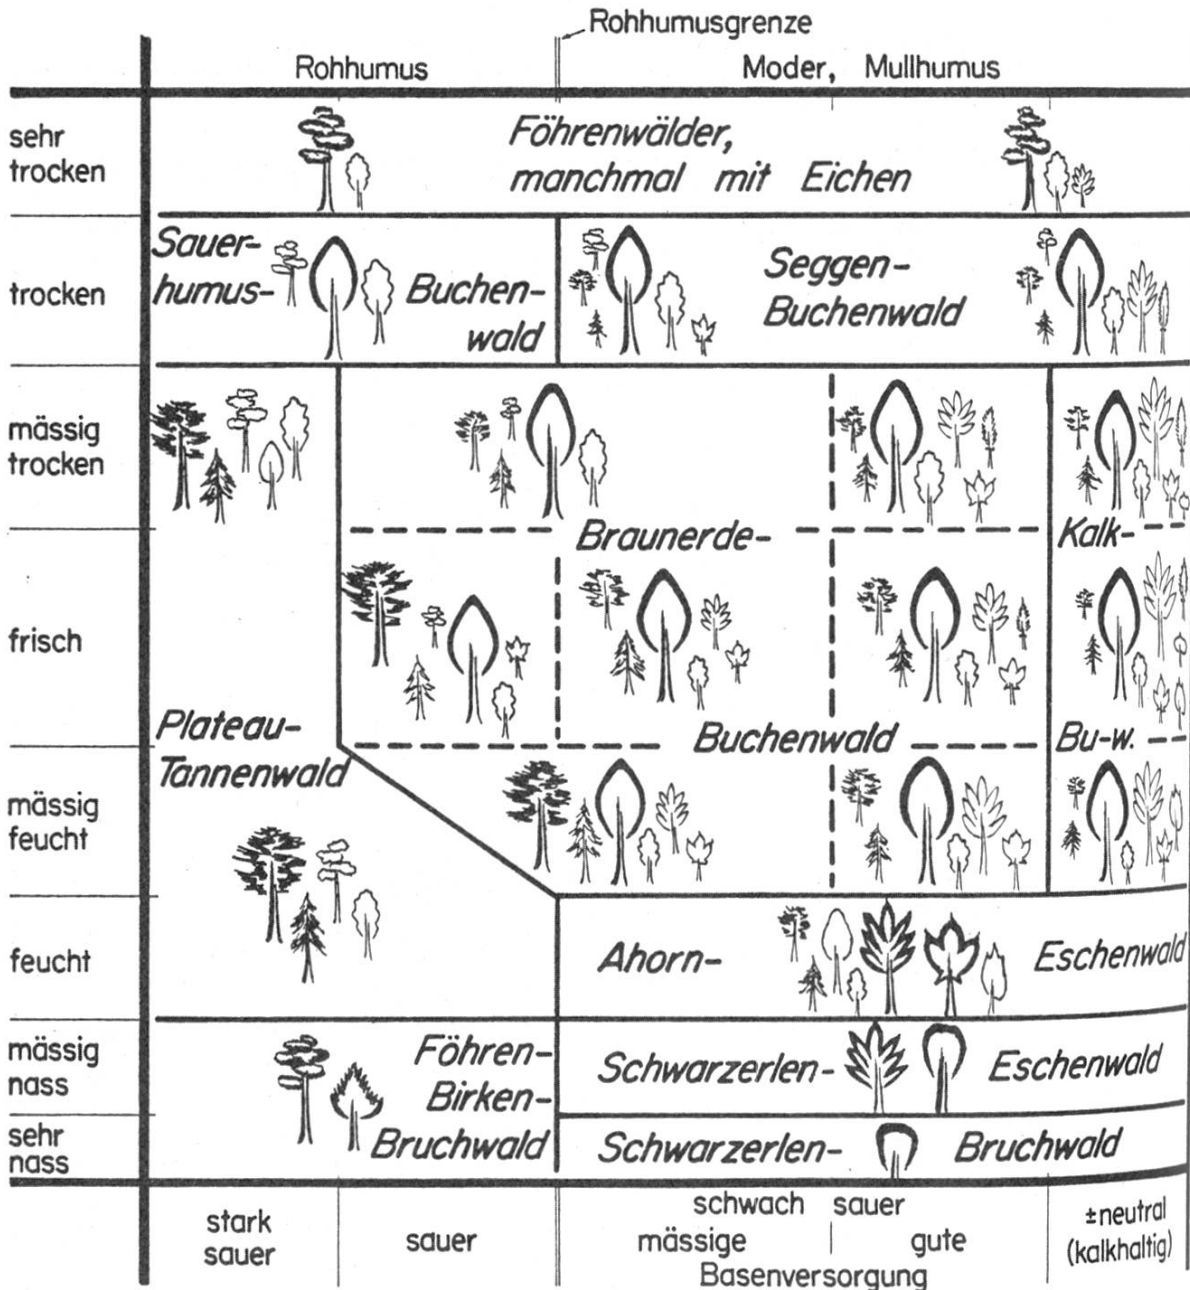 Rohhumusgrenze
Rohhumus
Moder, Mullhumus
sehr
trocken
Föhrenwälder,
manchmal mit Eichen
trocken
Sauer-
humus-
Buchen-
wald
Seggen-
Buchenwald
mässig
trocken
Braunerde-
Kalk-
frisch
Plateau-
Tannenwald
Buchenwald
Bu-w.
mässig
feucht
feucht
Ahorn-
Eschenwald
mässig
nass
Föhren-
Birken-
Bruchwald
Schwarzerlen-
Eschenwald
sehr
nass
Schwarzerlen-
Bruchwald
stark
sauer
sauer
schwach sauer
mässige
gute
Basenversorgung
±neutral
(kalkhaltig)